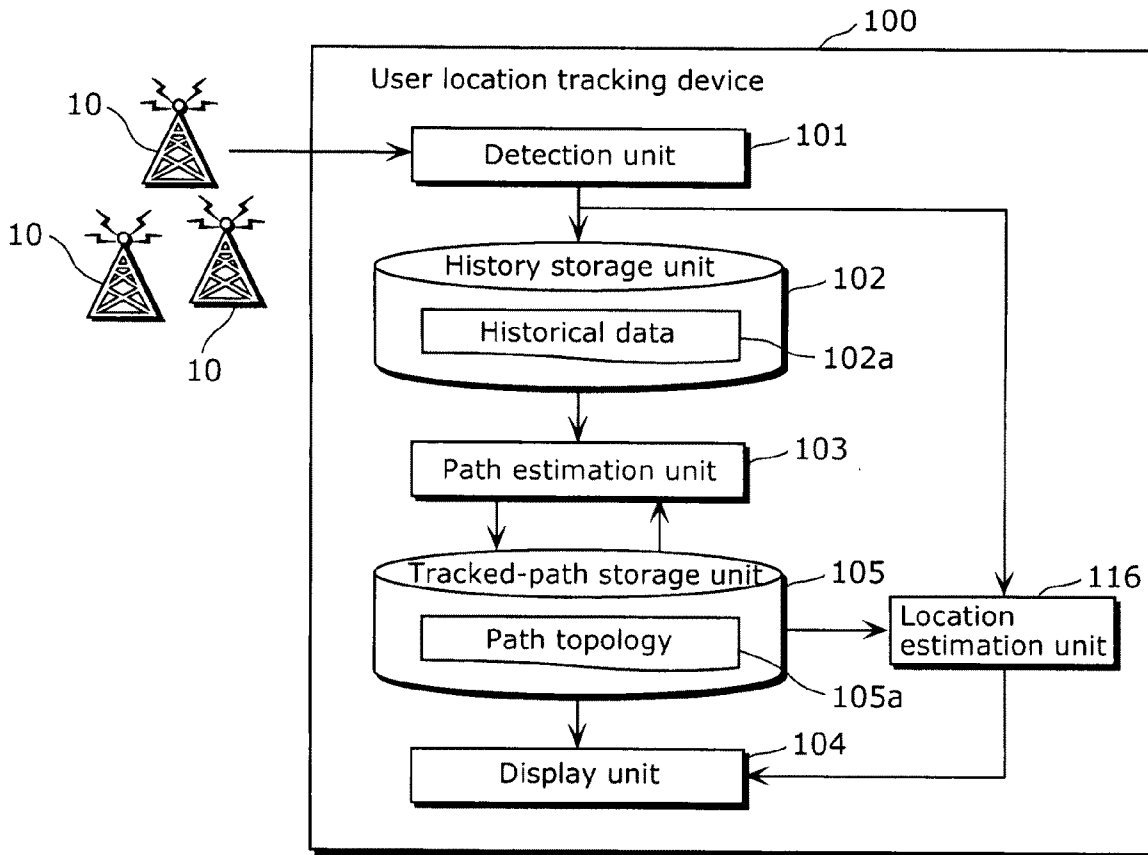 100
User location tracking device
10
101
Detection unit
10
History storage unit
102
Historical data
102a
10
103
Path estimation unit
Tracked-path storage unit
105
116
Location
estimation unit
Path topology
105a
104
Display unit